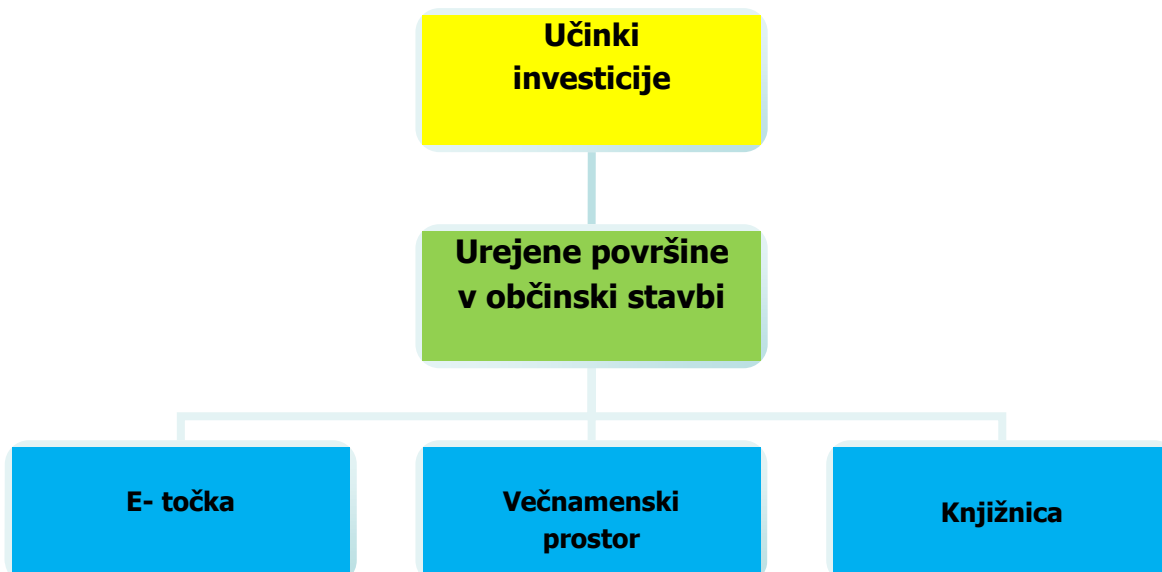 Učinki
investicije
Urejene površine
v občinski stavbi
E- točka
Večnamenski
prostor
Knjižnica